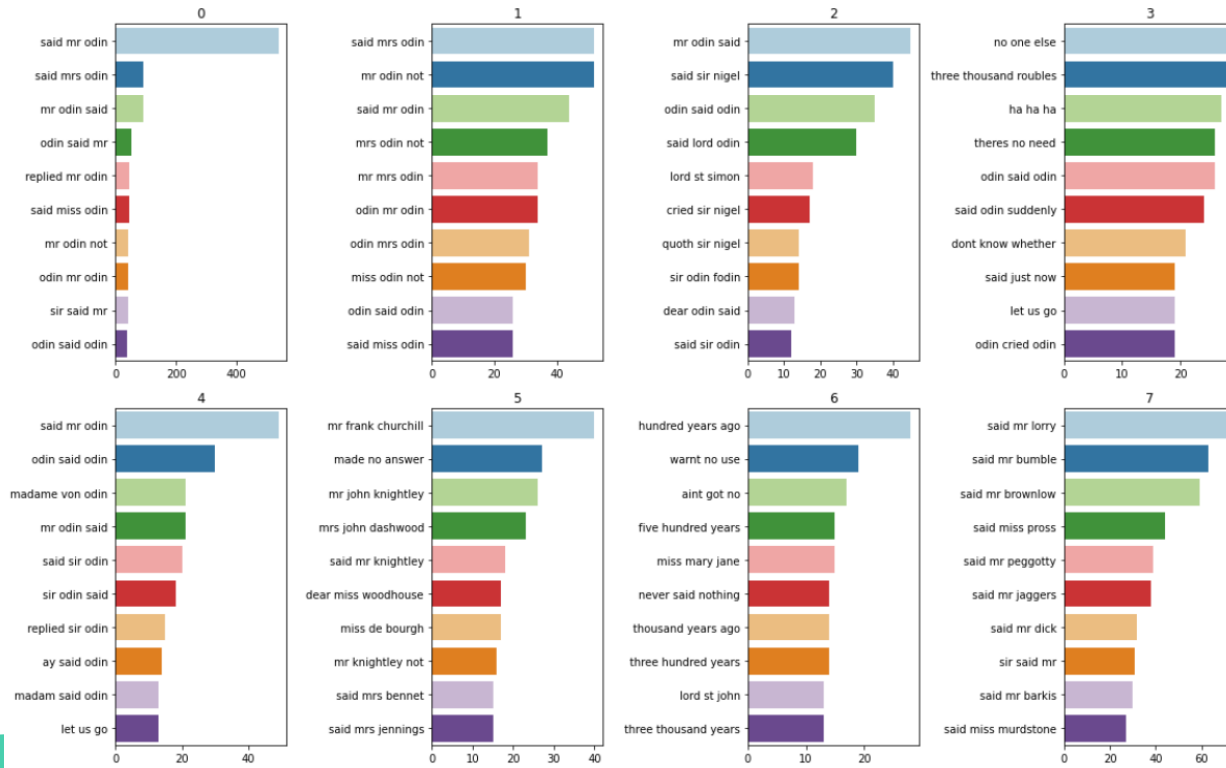 0
said mr odin
said mrs odin
mr odin said
odin said mr
replied mr odin
said miss odin
mr odin not
odin mr odin
sir said mr
odin said odin
0 200 400
1
said mrs odin
mr odin not
said mr odin
mrs odin not
mr mrs odin
odin mr odin
odin mrs odin
miss odin not
odin said odin
said miss odin
0 20 40
2
mr odin said
said sir nigel
odin said odin
said lord odin
lord st simon
cried sir nigel
quoth sir nigel
sir odin fodin
dear odin said
said sir odin
0 10 20 30 40
3
no one else
three thousand roubles
ha ha ha
theres no need
odin said odin
said odin suddenly
dont know whether
said just now
let us go
odin cried odin
0 10 20
4
said mr odin
odin said odin
madame von odin
mr odin said
said sir odin
sir odin said
replied sir odin
ay said odin
madam said odin
let us go
0 20 40
5
mr frank churchill
made no answer
mr john knightley
mrs john dashwood
said mr knightley
dear miss woodhouse
miss de bourgh
mr knightley not
said mrs bennet
said mrs jennings
0 10 20 30 40
6
hundred years ago
warnt no use
aint got no
five hundred years
miss mary jane
never said nothing
thousand years ago
three hundred years
lord st john
three thousand years
0 10 20
7
said mr lorry
said mr bumble
said mr brownlow
said miss pross
said mr peggotty
said mr jaggers
said mr dick
sir said mr
said mr barkis
said miss murdstone
0 20 40 60